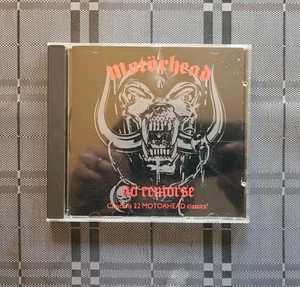 Motörhead
no remorse
Contains 22 MOTORHEAD classics!